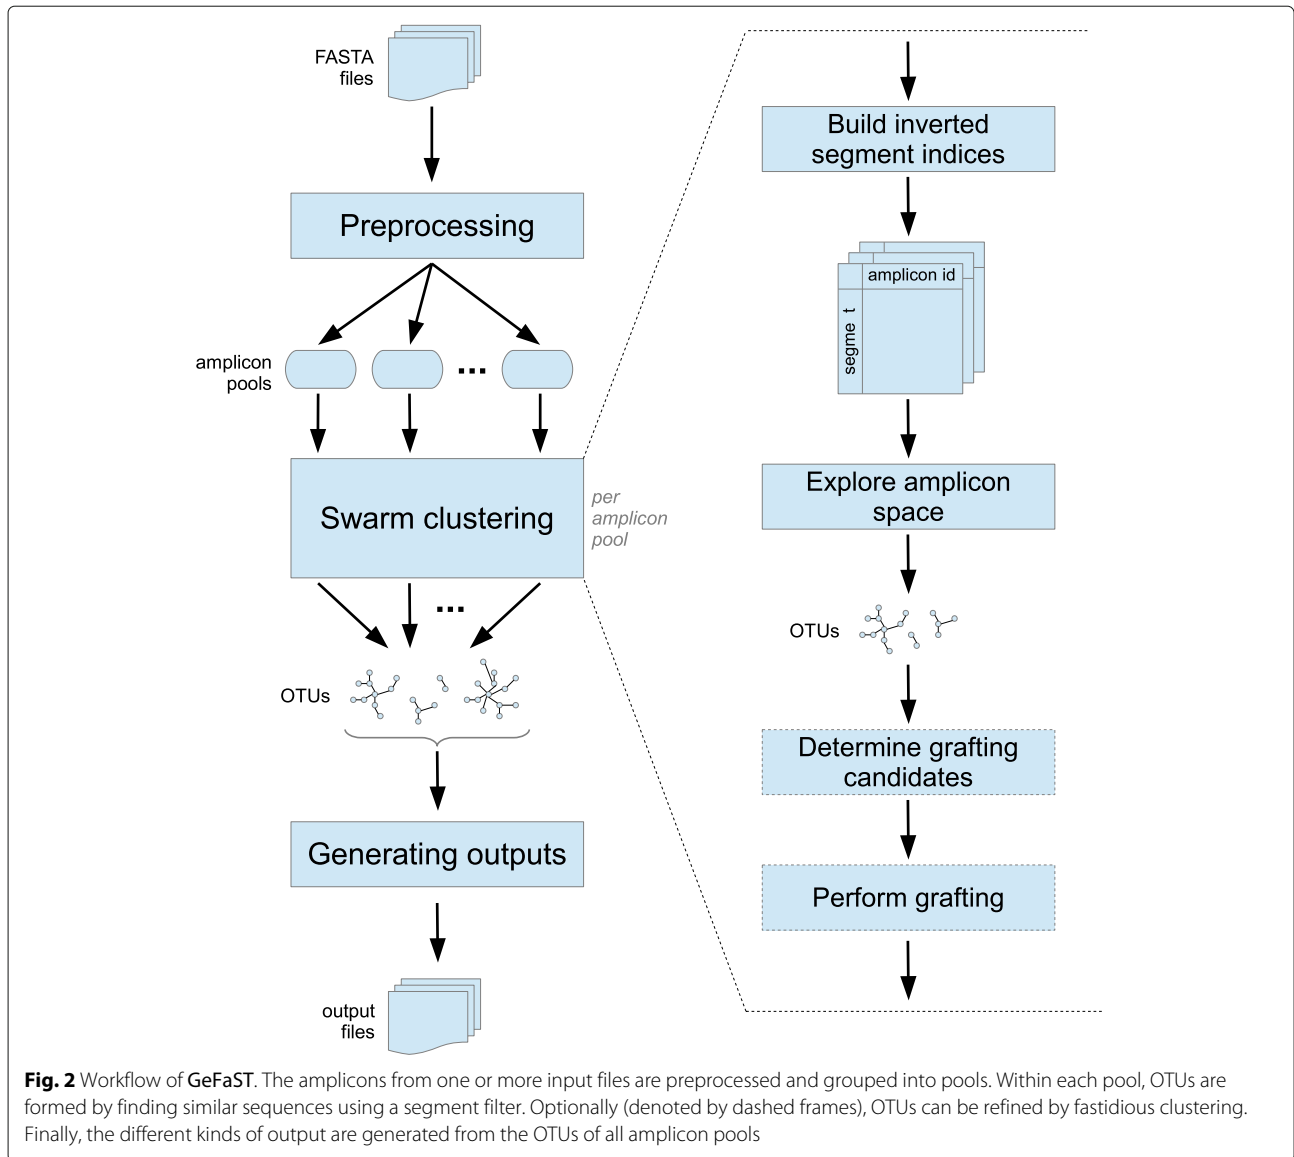 FASTA
files
Preprocessing
amplicon
pools
...
Swarm clustering
per
amplicon
pool
...
OTUs
Generating outputs
output
files
Build inverted
segment indices
amplicon id
segme t
Explore amplicon
space
OTUs
Determine grafting
candidates
Perform grafting
Fig. 2 Workflow of GeFaST. The amplicons from one or more input files are preprocessed and grouped into pools. Within each pool, OTUs are
formed by finding similar sequences using a segment filter. Optionally (denoted by dashed frames), OTUs can be refined by fastidious clustering.
Finally, the different kinds of output are generated from the OTUs of all amplicon pools